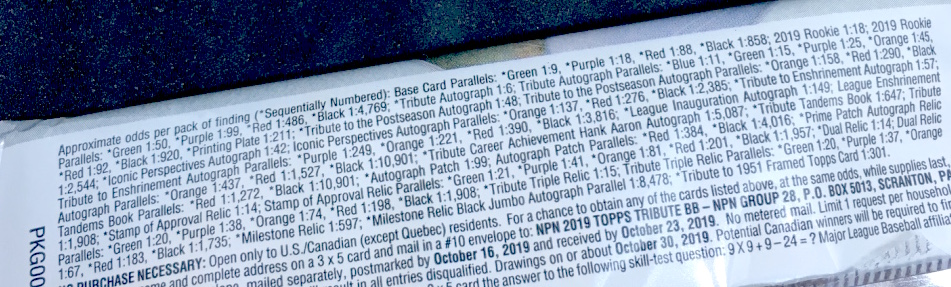 Approximate odds per pack of finding (*Sequentially Numbered): Base Card Parallels: *Green 1:9, *Purple 1:18, *Red 1:88, *Black 1:858; 2019 Rookie 1:18; 2019 Rookie
Parallels: *Green 1:50, *Purple 1:99, *Red 1:486, *Black 1:4,769; *Tribute Autograph 1:6; Tribute Autograph Parallels: *Blue 1:11, *Green 1:15, *Purple 1:25, *Orange 1:45,
*Red 1:92, *Black 1:920, *Printing Plate 1:211; *Tribute to the Postseason Autograph 1:48; Tribute to the Postseason Autograph Parallels: *Orange 1:158, *Red 1:290, *Black
1:2,544; *Iconic Perspectives Autograph 1:42; Iconic Perspectives Autograph Parallels: *Orange 1:137, *Red 1:276, *Black 1:2,385; *Tribute to Enshrinement Autograph 1:57;
Tribute to Enshrinement Autograph Parallels: *Purple 1:249, *Orange 1:221, *Red 1:390, *Black 1:3,816; *League Inauguration Autograph 1:149; League Enshrinement
Autograph Parallels: *Orange 1:437, *Red 1:1,527, *Black 1:10,901; *Tribute Career Achievement Hank Aaron Autograph 1:5,087; *Tribute Tandems Book 1:647; Tribute
Tandems Book Parallels: *Red 1:1,272, *Black 1:10,901; *Autograph Patch 1:99; Autograph Patch Parallels: *Red 1:384, *Black 1:4,016; *Prime Patch Autograph Relic
1:1,908; *Stamp of Approval Relic 1:14; Stamp of Approval Relic Parallels: *Green 1:21, *Purple 1:41, *Orange 1:81, *Red 1:201, *Black 1:1,957; *Dual Relic 1:14; Dual Relic
Parallels: *Green 1:20, *Purple 1:38, *Orange 1:74, *Red 1:198, *Black 1:1,908; *Tribute Triple Relic 1:15; Tribute Triple Relic Parallels: *Green 1:20, *Purple 1:37, *Orange
1:67, *Red 1:183, *Black 1:1,735; *Milestone Relic 1:597; *Milestone Relic Black Jumbo Autograph Parallel 1:8,478; *Tribute to 1951 Framed Topps Card 1:301.
PURCHASE NECESSARY: Open only to U.S./Canadian (except Quebec) residents. For a chance to obtain any of the cards listed above, at the same odds, while supplies last,
and complete address on a 3 x 5 card and mail in a #10 envelope to: NPN 2019 TOPPS TRIBUTE BB – NPN GROUP 28, P.O. BOX 5013, SCRANTON,
mailed separately, postmarked by October 16, 2019 and received by October 23, 2019. No metered mail. Limit 1 request per household
in all entries disqualified. Drawings on or about October 30, 2019. Potential Canadian winners will be required to
card the answer to the following skill-test question: 9 X 9 + 9 – 24 = ? Major League Baseball
PKG00